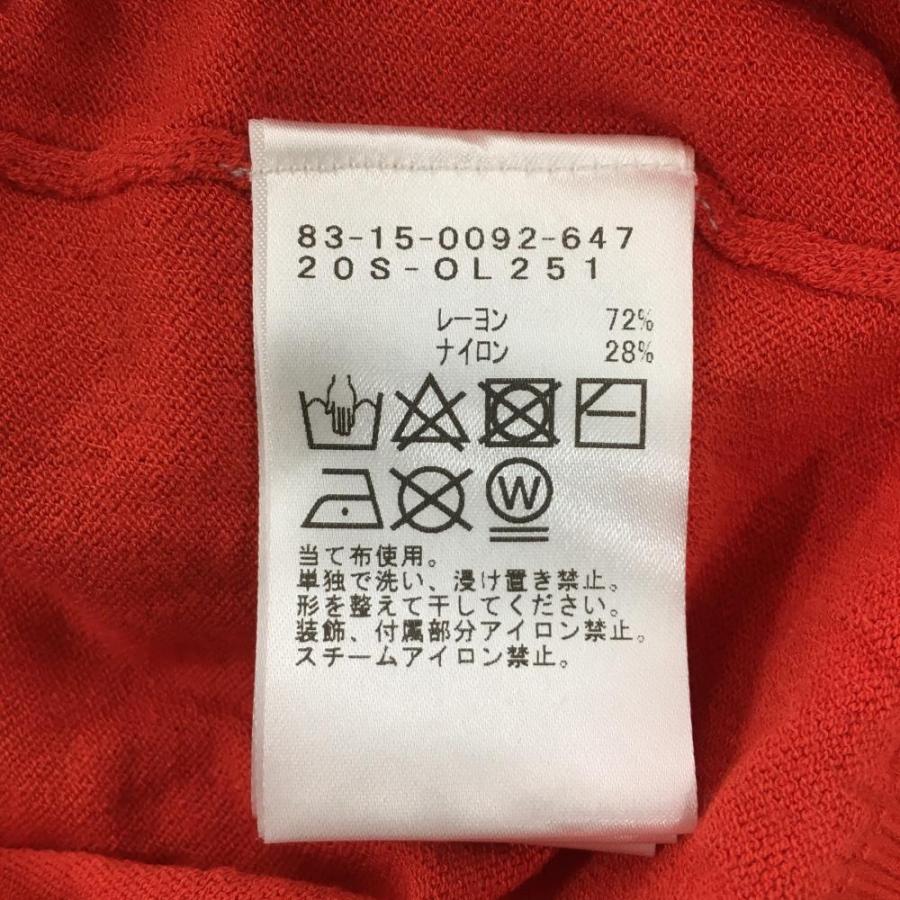 83-15-0092-647
20S-OL251
レーヨン 72%
ナイロン 28%
W
当て布使用。
単独で洗い、浸け置き禁止。
形を整えて干してください。
装飾、付属部分アイロン禁止。
スチームアイロン禁止。